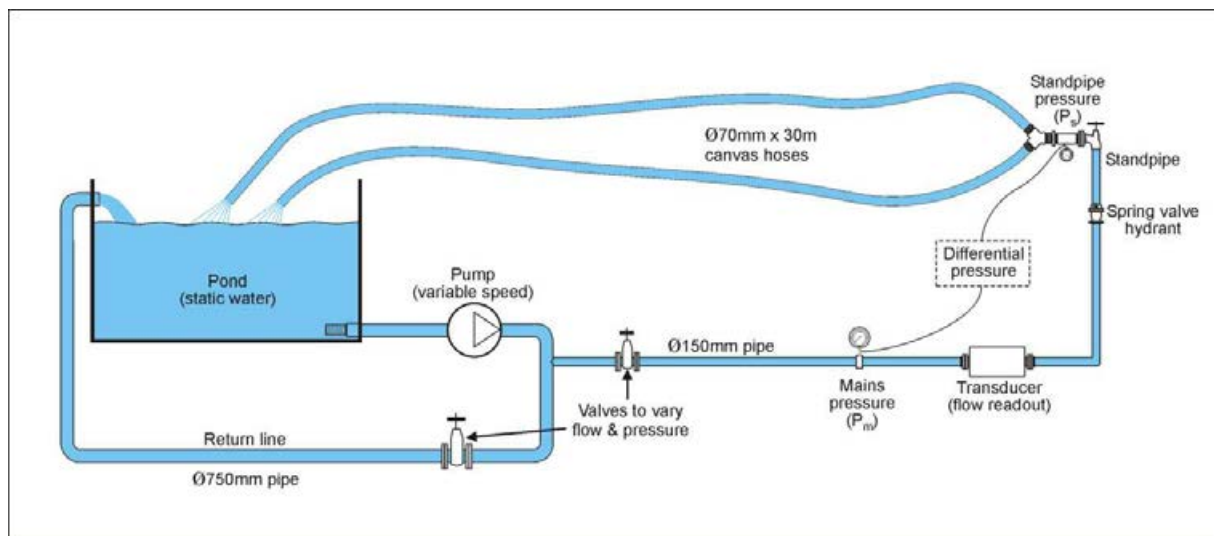 Standpipe
pressure
(Ps)
Ø70mm x 30m
canvas hoses
Standpipe
Spring valve
hydrant
Differential
pressure
Pond
(static water)
Pump
(variable speed)
Ø150mm pipe
Mains
pressure
(Pm)
Transducer
(flow readout)
Valves to vary
flow & pressure
Return line
Ø750mm pipe